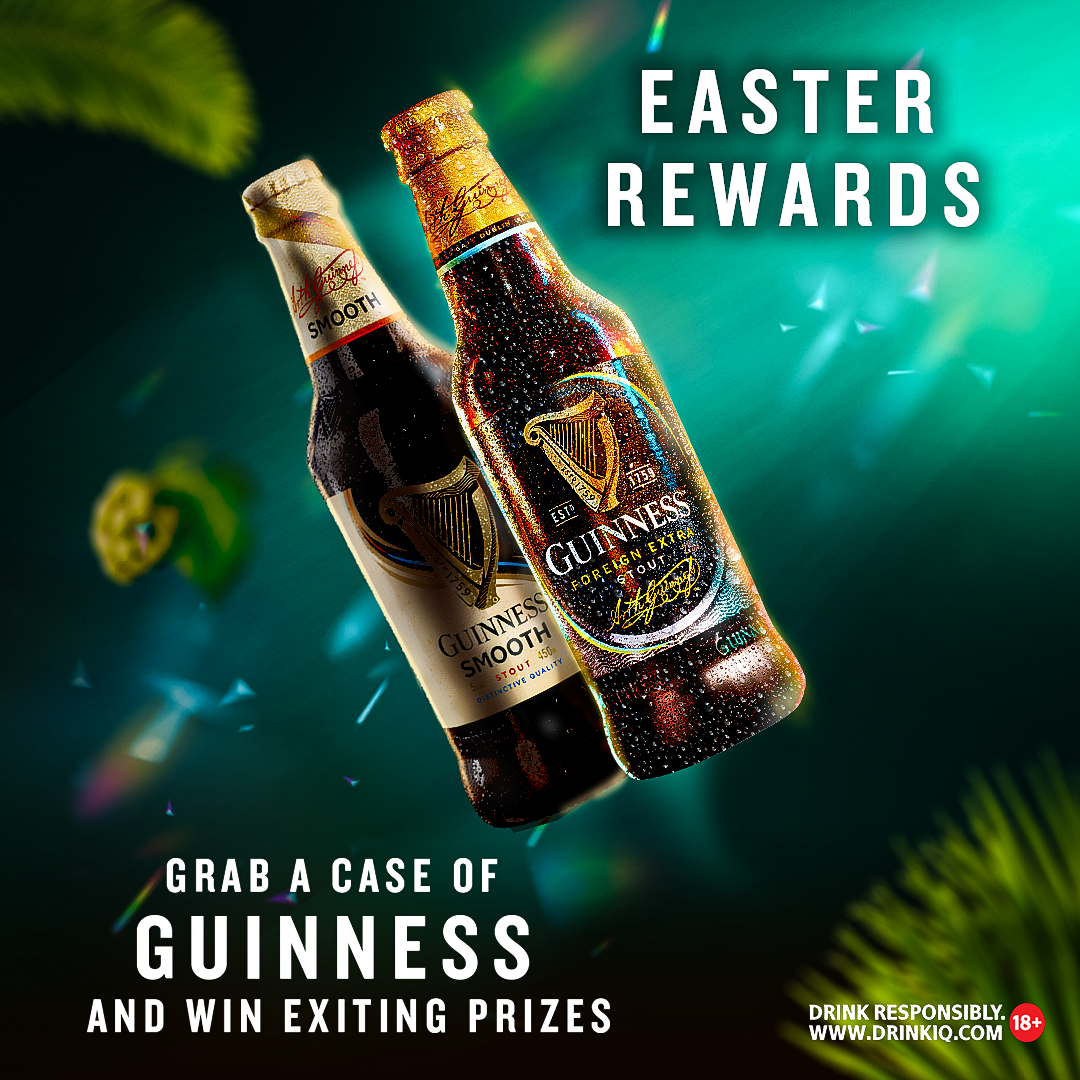 EASTER
REWARDS
SMOOTH
ESTD
1759
GUINNESS
FOREIGN EXTRA
STOUT
GUINNESS
SMOOTH
STOUT
DISTINCTIVE QUALITY
GRAB A CASE OF
GUINNESS
AND WIN EXITING PRIZES
DRINK RESPONSIBLY.
WWW.DRINKIQ.COM
18+